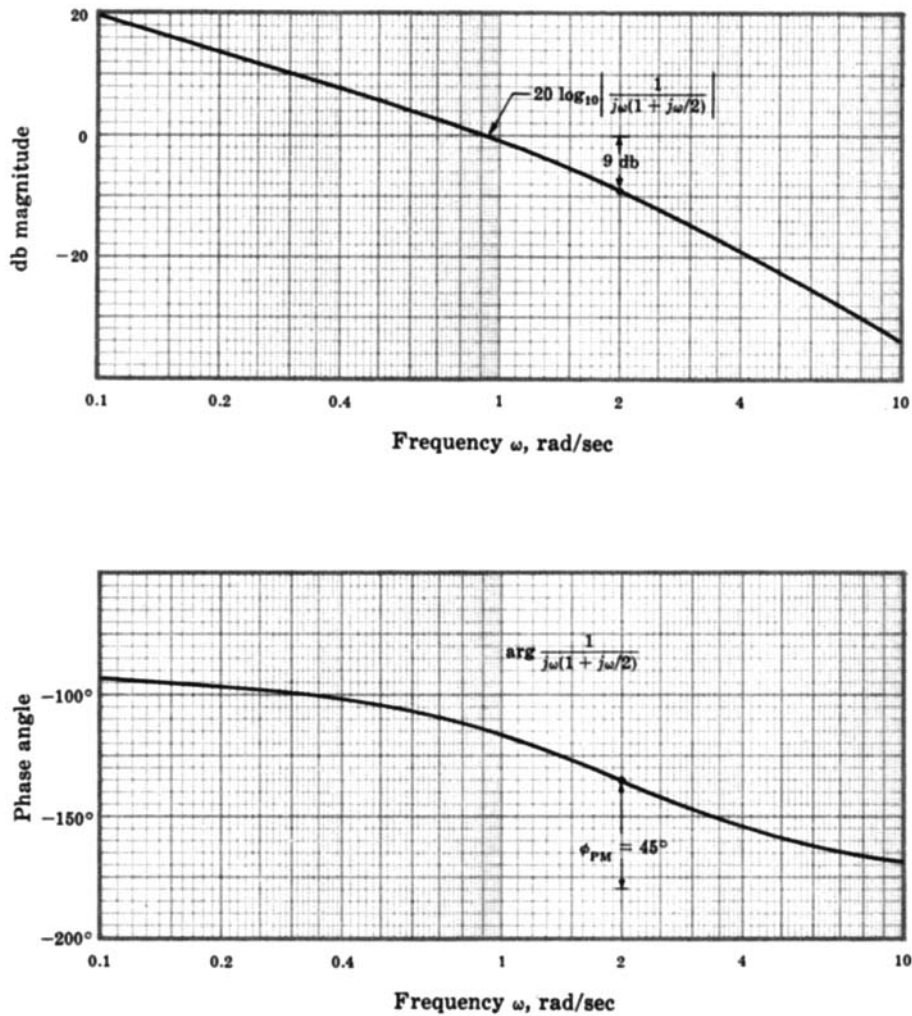 20
20 log₁₀ | 1 / jω(1 + jω/2) |
0
9 db
db magnitude
−20
0.1 0.2 0.4 1 2 4 10
Frequency ω, rad/sec
arg 1 / jω(1 + jω/2)
−100°
Phase angle
−150°
ϕPM = 45°
−200°
0.1 0.2 0.4 1 2 4 10
Frequency ω, rad/sec